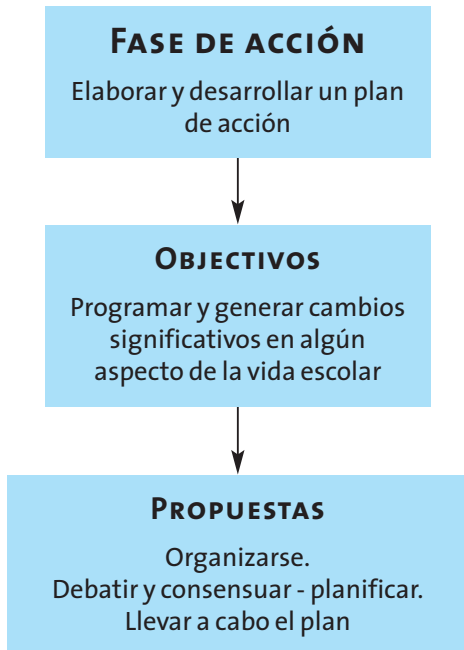 FASE DE ACCIÓN
Elaborar y desarrollar un plan
de acción
OBJECTIVOS
Programar y generar cambios
significativos en algún
aspecto de la vida escolar
PROPUESTAS
Organizarse.
Debatir y consensuar - planificar.
Llevar a cabo el plan